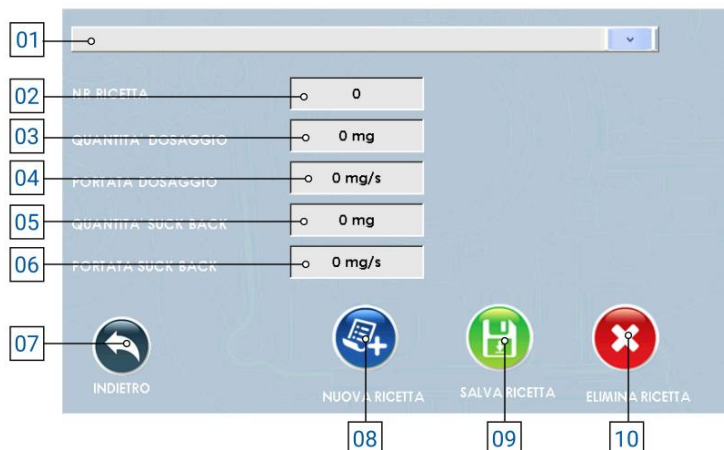 01
02 NR RICETTA 0
03 QUANTITA' DOSAGGIO 0 mg
04 PORTATA DOSAGGIO 0 mg/s
05 QUANTITA' SUCK BACK 0 mg
06 PORTATA SUCK BACK 0 mg/s
07
INDIETRO NUOVA RICETTA SALVA RICETTA ELIMINA RICETTA
08 09 10